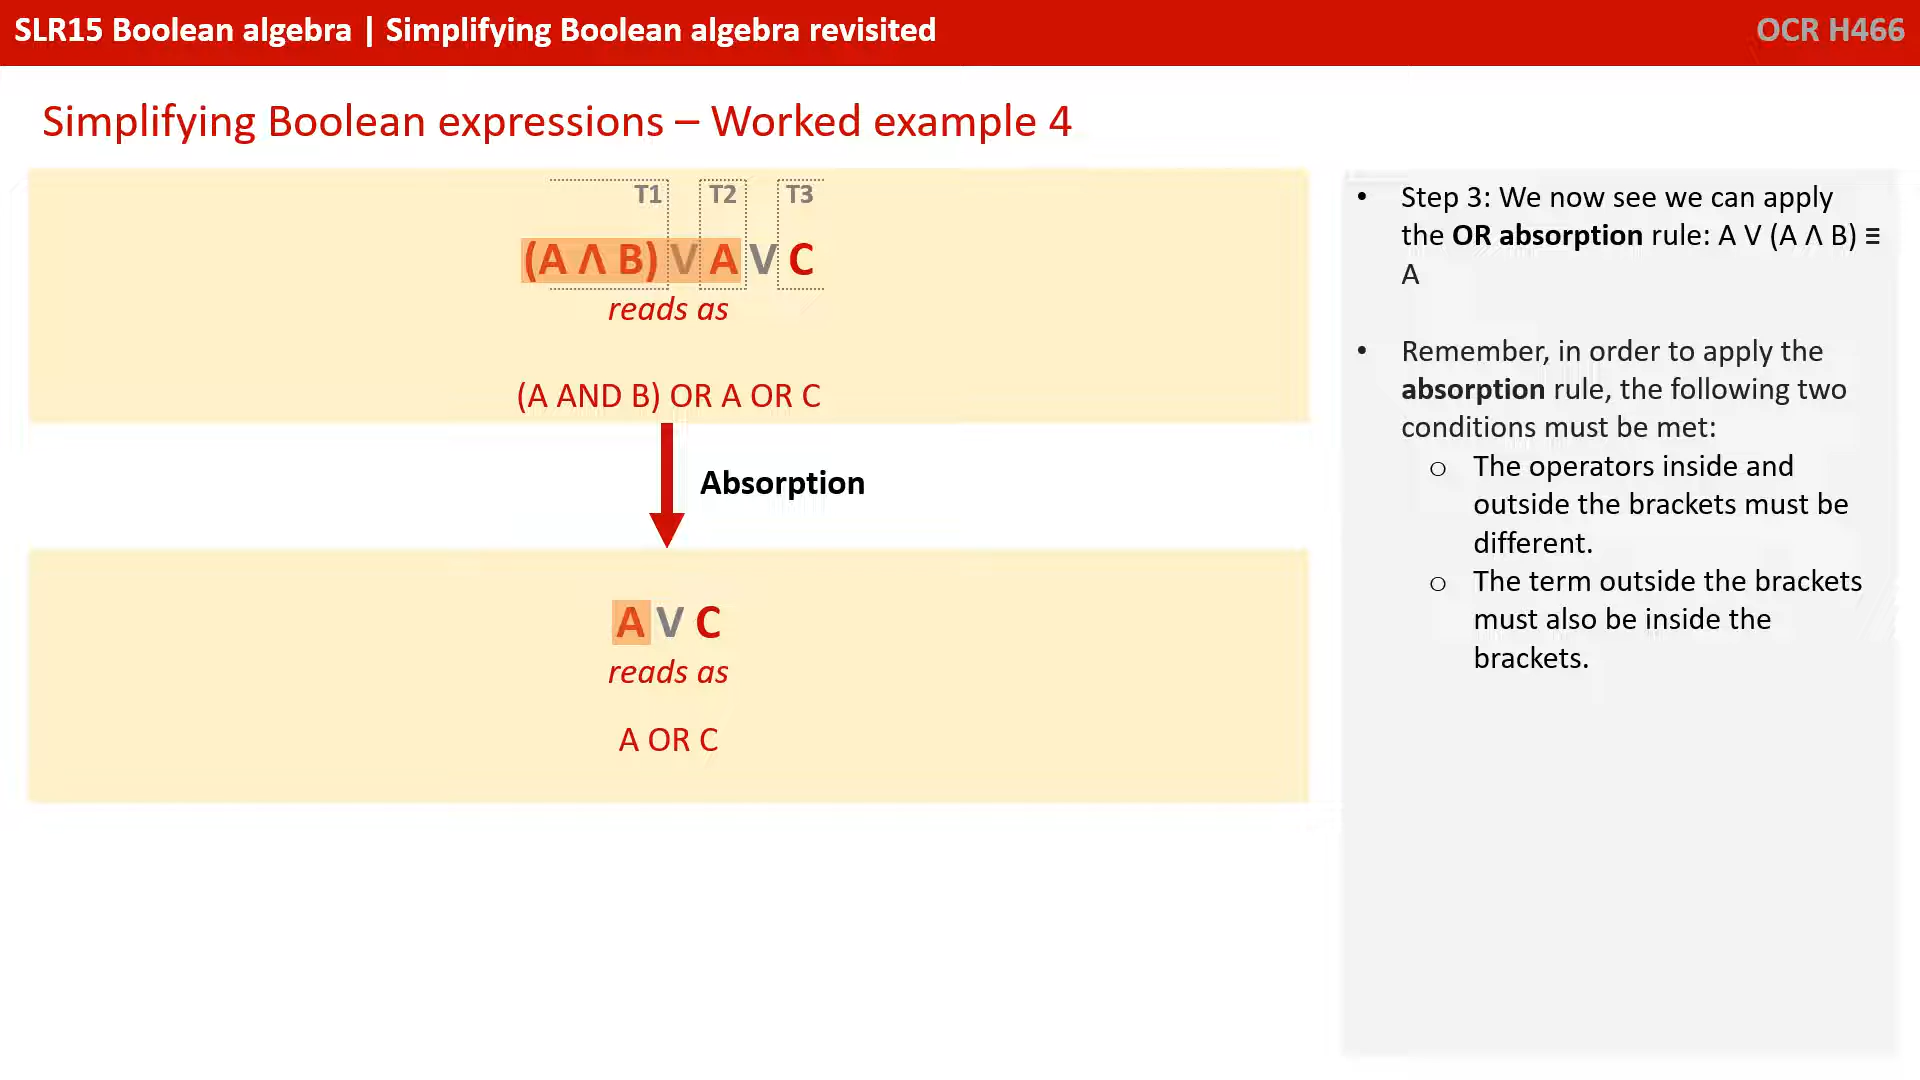 SLR15 Boolean algebra | Simplifying Boolean algebra revisited
OCR H466
Simplifying Boolean expressions – Worked example 4
T1 T2 T3
(A Λ B) V A V C
reads as
(A AND B) OR A OR C
Absorption
A V C
reads as
A OR C
• Step 3: We now see we can apply
the OR absorption rule: A V (A Λ B) ≡
A
• Remember, in order to apply the
absorption rule, the following two
conditions must be met:
o The operators inside and
outside the brackets must be
different.
o The term outside the brackets
must also be inside the
brackets.